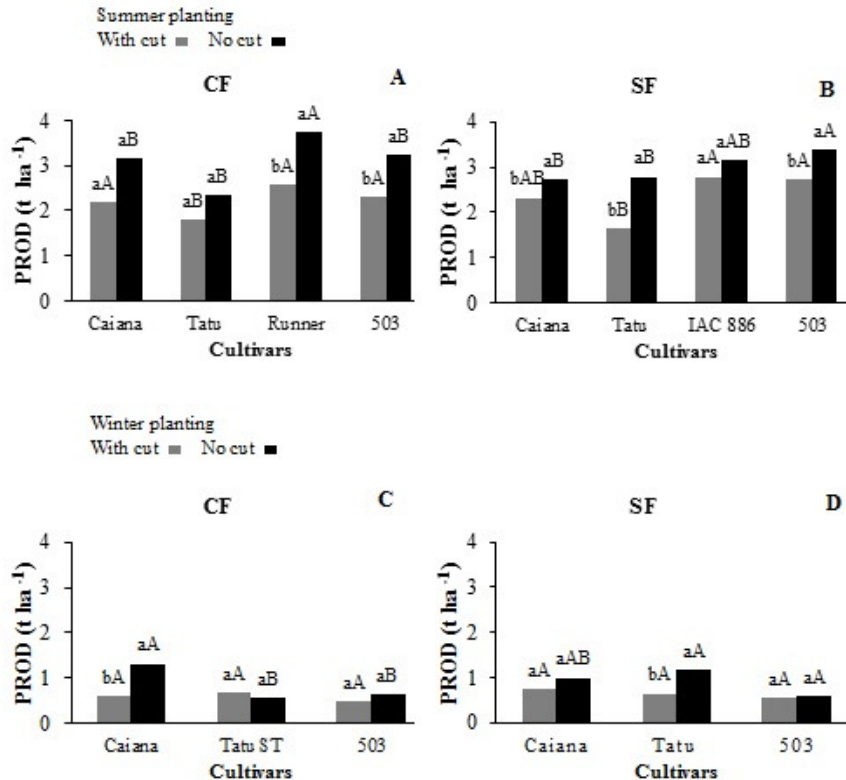 Summer planting
With cut No cut
CF A
PROD (t ha -1)
4
3
2
1
0
aA aB aB aB bA aA bA aB
Caiana Tatu Runner 503
Cultivars
SF B
PROD (t ha -1)
4
3
2
1
0
bAB aB bB aB aA aAB bA aA
Caiana Tatu IAC 886 503
Cultivars
Winter planting
With cut No cut
CF C
PROD (t ha -1)
4
3
2
1
0
bA aA aA aB aA aB
Caiana Tatu ST 503
Cultivars
SF D
PROD (t ha -1)
4
3
2
1
0
aA aAB bA aA aA aA
Caiana Tatu 503
Cultivars